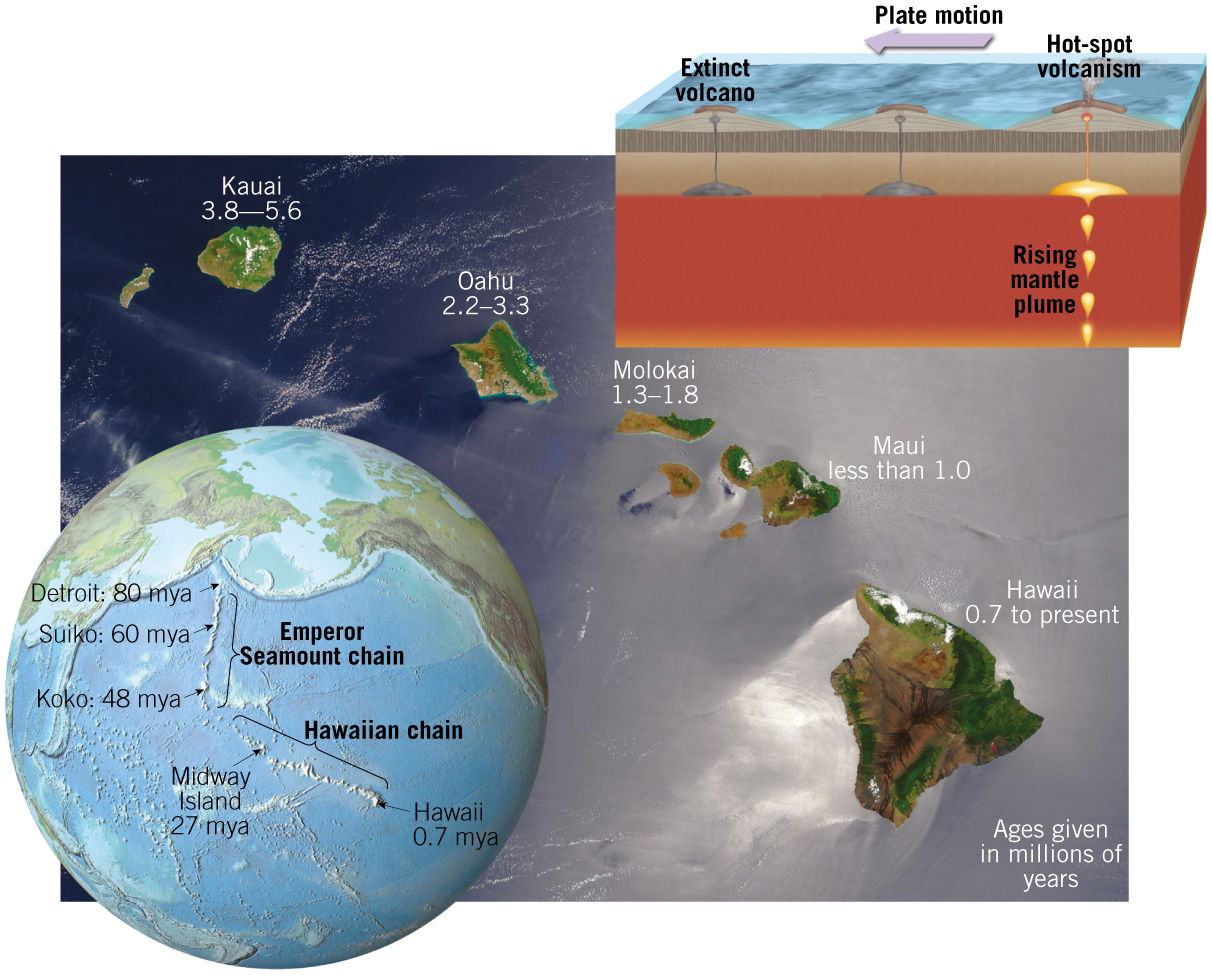 Plate motion
Extinct
volcano
Hot-spot
volcanism
Rising
mantle
plume
Kauai
3.8—5.6
Oahu
2.2–3.3
Molokai
1.3–1.8
Maui
less than 1.0
Hawaii
0.7 to present
Ages given
in millions of
years
Detroit: 80 mya
Suiko: 60 mya
Emperor
Seamount chain
Koko: 48 mya
Hawaiian chain
Midway
Island
27 mya
Hawaii
0.7 mya